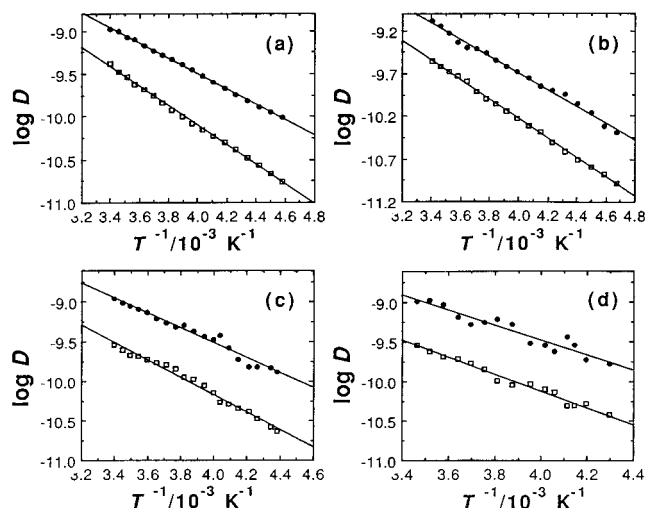 -9.0
-9.5
-10.0
-10.5
-11.0
log D
(a)
3.2 3.4 3.6 3.8 4.0 4.2 4.4 4.6 4.8
T⁻¹/10⁻³ K⁻¹
-9.2
-9.7
-10.2
-10.7
-11.2
log D
(b)
3.2 3.4 3.6 3.8 4.0 4.2 4.4 4.6 4.8
T⁻¹/10⁻³ K⁻¹
-9.0
-9.5
-10.0
-10.5
-11.0
log D
(c)
3.2 3.4 3.6 3.8 4.0 4.2 4.4 4.6
T⁻¹/10⁻³ K⁻¹
-9.0
-9.5
-10.0
-10.5
-11.0
log D
(d)
3.4 3.6 3.8 4.0 4.2 4.4
T⁻¹/10⁻³ K⁻¹